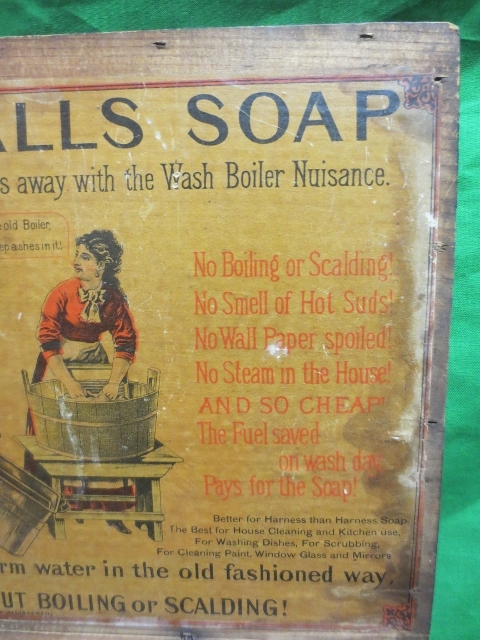 ALLS SOAP
s away with the Wash Boiler Nuisance.
old Boiler,
ep ashes in it!
No Boiling or Scalding!
No Smell of Hot Suds!
No Wall Paper spoiled!
No Steam in the House!
AND SO CHEAP!
The Fuel saved
on wash day
Pays for the Soap!
Better for Harness than Harness Soap.
The Best for House Cleaning and Kitchen use,
For Washing Dishes, For Scrubbing,
For Cleaning Paint, Window Glass and Mirrors
rm water in the old fashioned way,
UT BOILING or SCALDING!